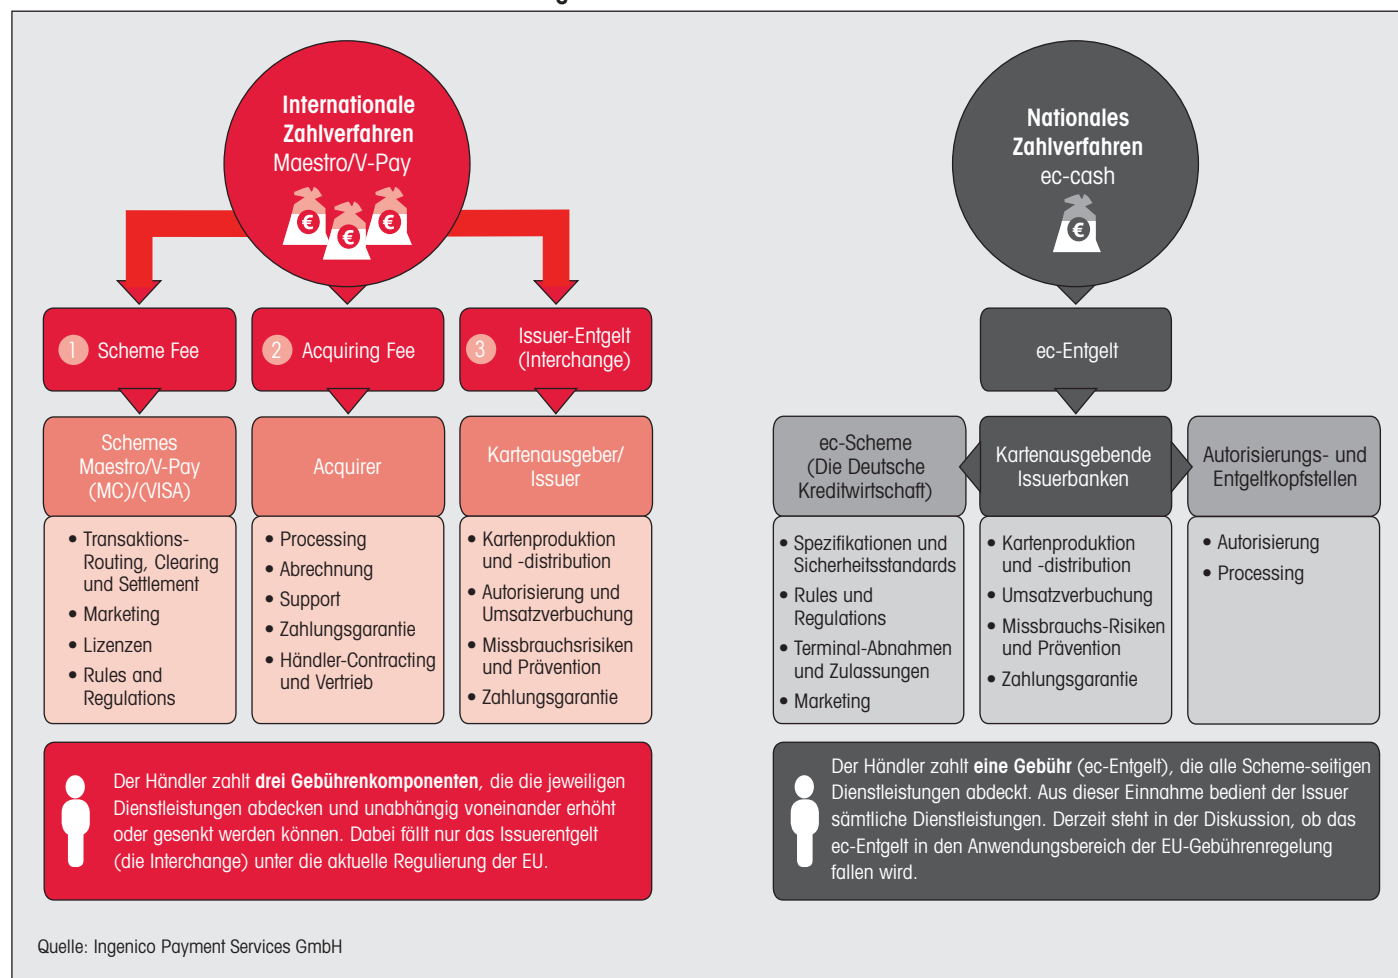 g
Internationale
Zahlverfahren
Maestro/V-Pay
€ € €
1 Scheme Fee
2 Acquiring Fee
3 Issuer-Entgelt
(Interchange)
Schemes
Maestro/V-Pay
(MC)/(VISA)
Acquirer
Kartenausgeber/
Issuer
• Transaktions-
Routing, Clearing
und Settlement
• Marketing
• Lizenzen
• Rules and
Regulations
• Processing
• Abrechnung
• Support
• Zahlungsgarantie
• Händler-Contracting
und Vertrieb
• Kartenproduktion
und -distribution
• Autorisierung und
Umsatzverbuchung
• Missbrauchsrisiken
und Prävention
• Zahlungsgarantie
Der Händler zahlt drei Gebührenkomponenten, die die jeweiligen
Dienstleistungen abdecken und unabhängig voneinander erhöht
oder gesenkt werden können. Dabei fällt nur das Issuerentgelt
(die Interchange) unter die aktuelle Regulierung der EU.
Nationales
Zahlverfahren
ec-cash
€
ec-Entgelt
ec-Scheme
(Die Deutsche
Kreditwirtschaft)
Kartenausgebende
Issuerbanken
Autorisierungs- und
Entgeltkopfstellen
• Spezifikationen und
Sicherheitsstandards
• Rules und
Regulations
• Terminal-Abnahmen
und Zulassungen
• Marketing
• Kartenproduktion
und -distribution
• Umsatzverbuchung
• Missbrauchs-Risiken
und Prävention
• Zahlungsgarantie
• Autorisierung
• Processing
Der Händler zahlt eine Gebühr (ec-Entgelt), die alle Scheme-seitigen
Dienstleistungen abdeckt. Aus dieser Einnahme bedient der Issuer
sämtliche Dienstleistungen. Derzeit steht in der Diskussion, ob das
ec-Entgelt in den Anwendungsbereich der EU-Gebührenregelung
fallen wird.
Quelle: Ingenico Payment Services GmbH